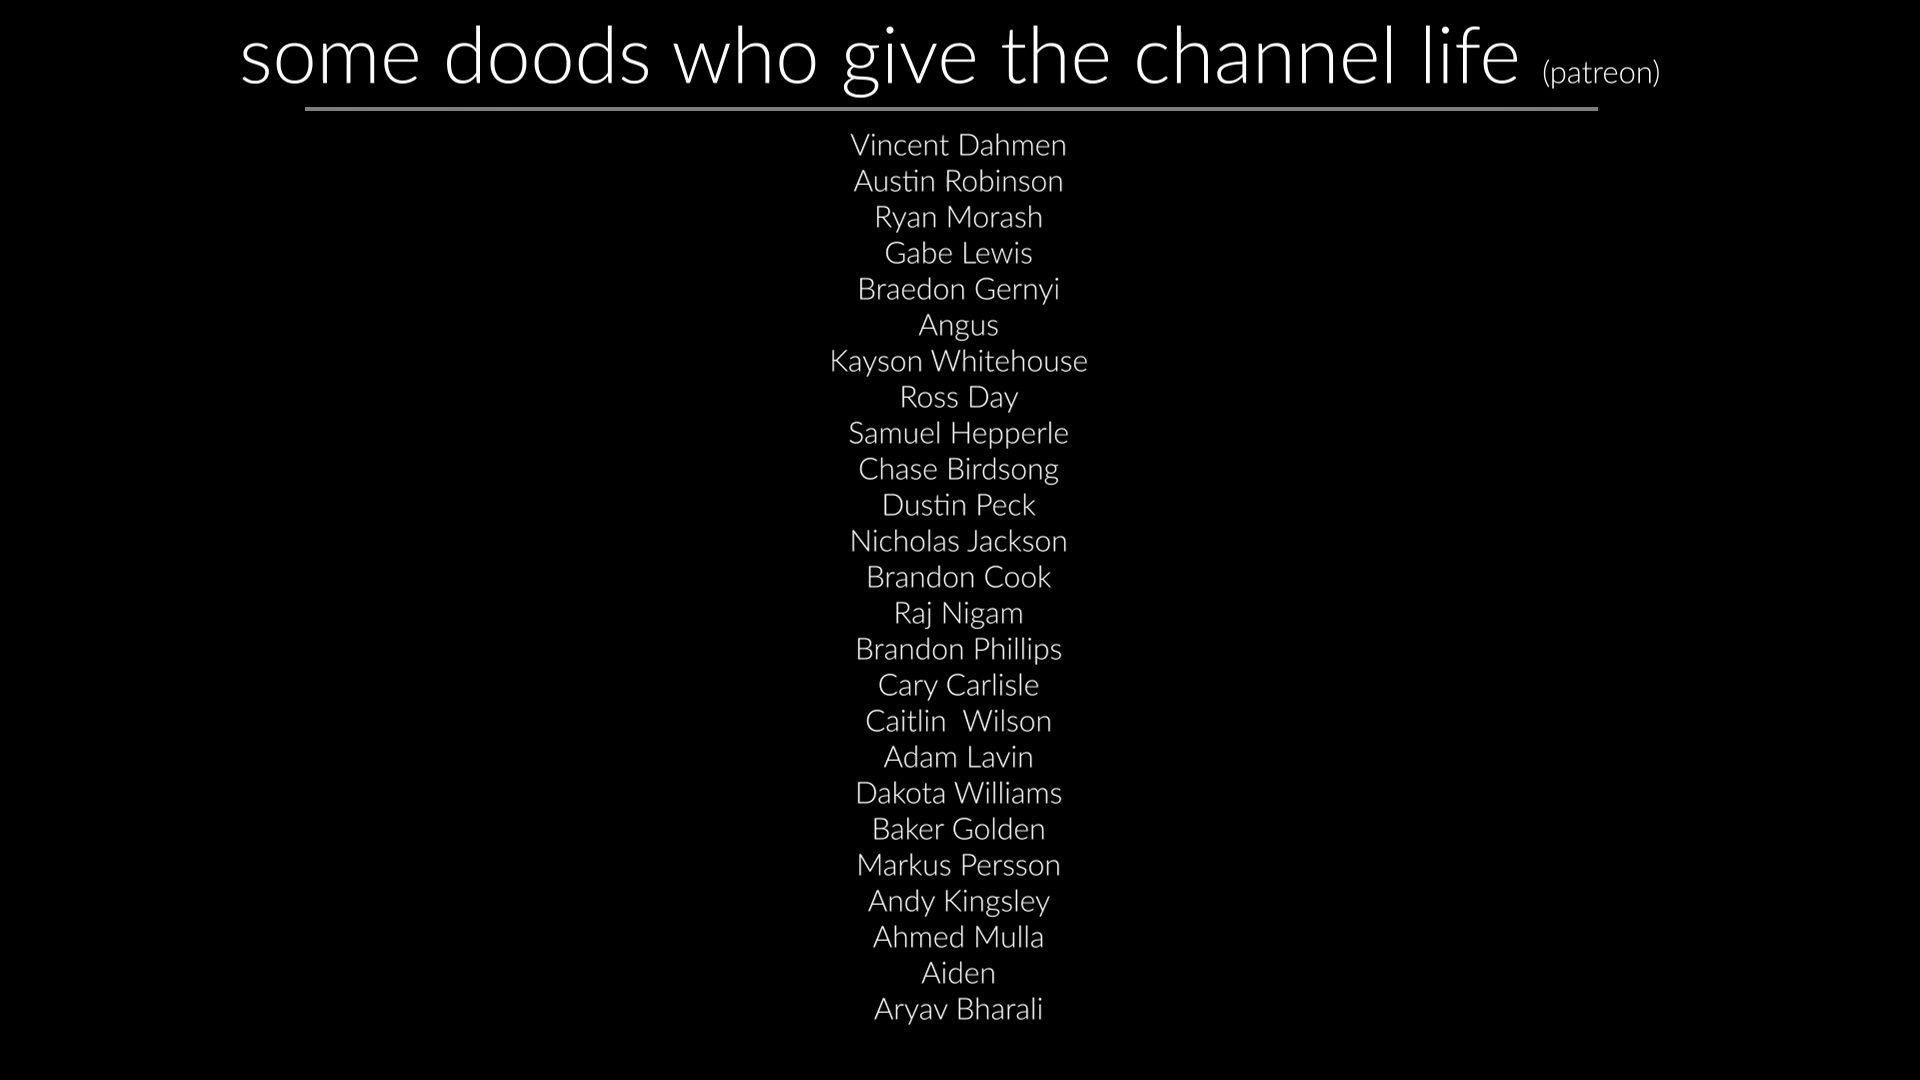 some doods who give the channel life (patreon)
Vincent Dahmen
Austin Robinson
Ryan Morash
Gabe Lewis
Braedon Gernyi
Angus
Kayson Whitehouse
Ross Day
Samuel Hepperle
Chase Birdsong
Dustin Peck
Nicholas Jackson
Brandon Cook
Raj Nigam
Brandon Phillips
Cary Carlisle
Caitlin  Wilson
Adam Lavin
Dakota Williams
Baker Golden
Markus Persson
Andy Kingsley
Ahmed Mulla
Aiden
Aryav Bharali